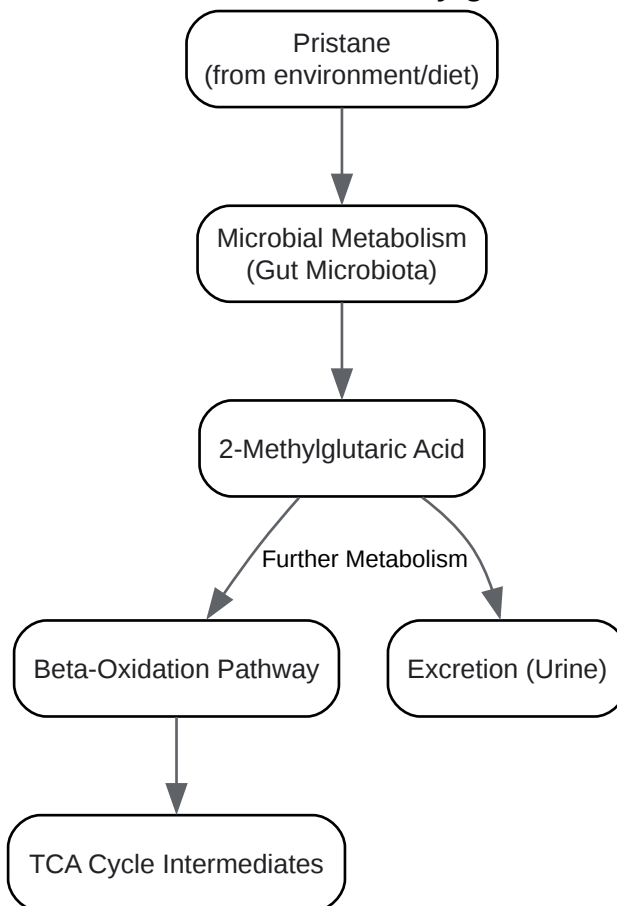 Pristane
(from environment/diet)
Microbial Metabolism
(Gut Microbiota)
2-Methylglutaric Acid
Further Metabolism
Beta-Oxidation Pathway
Excretion (Urine)
TCA Cycle Intermediates